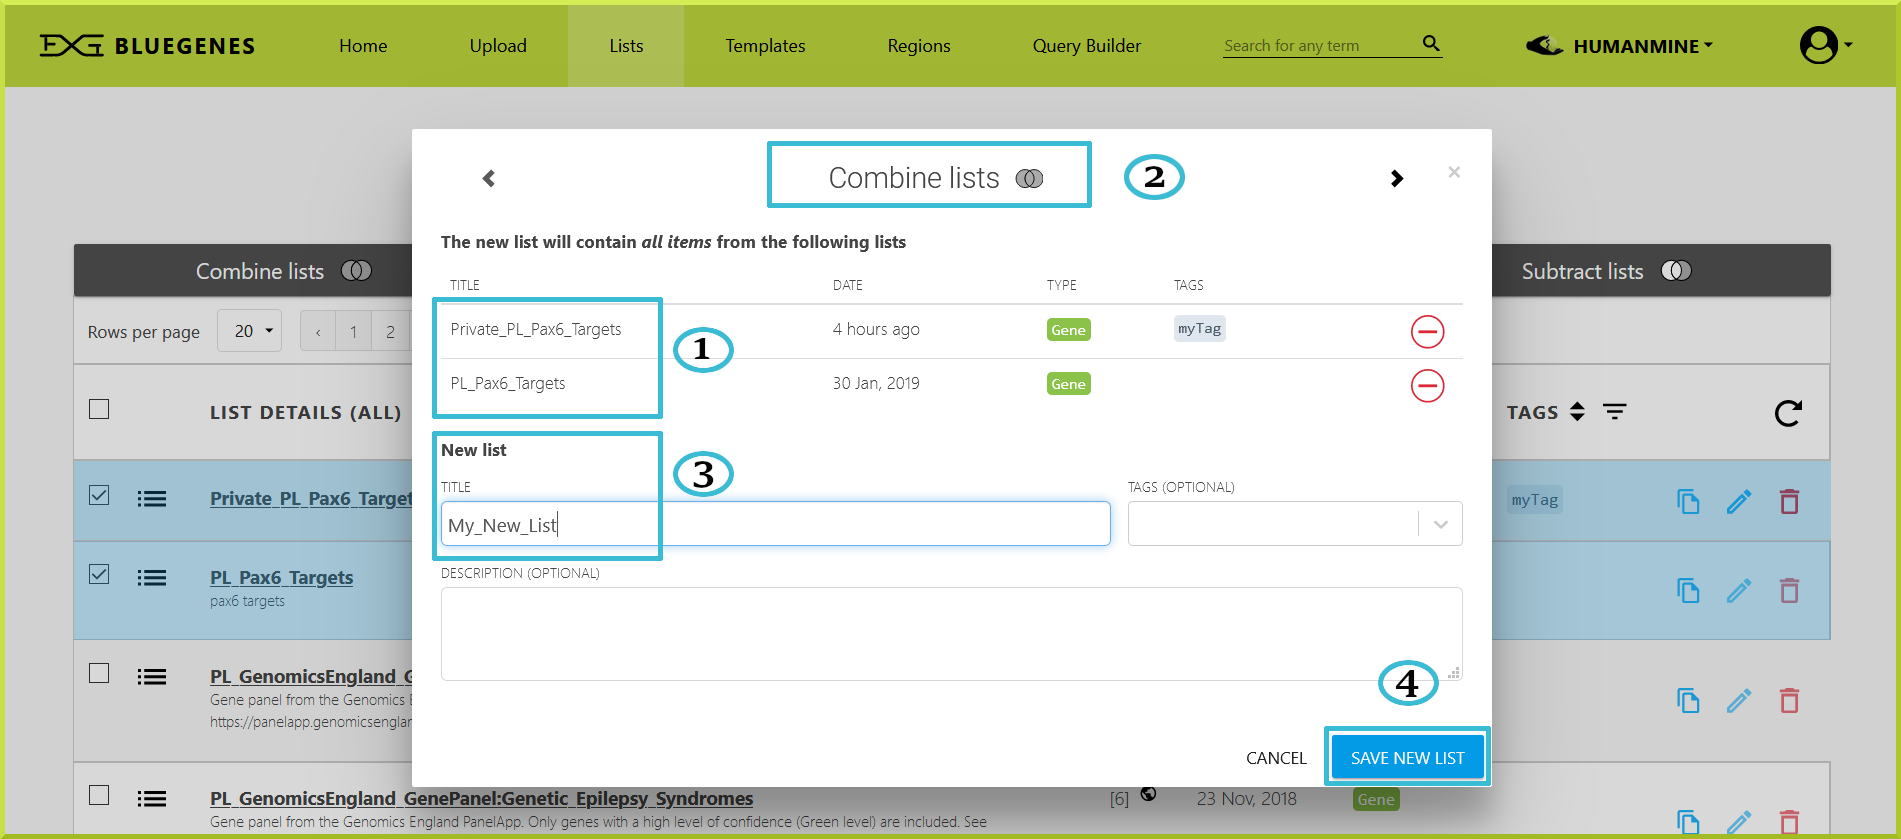 BLUEGENES Home Upload Lists Templates Regions Query Builder Search for any term HUMANMINE
Combine lists 2 ×
The new list will contain all items from the following lists
Combine lists Subtract lists
TITLE DATE TYPE TAGS
Rows per page 20 ‹ 1 2
Private_PL_Pax6_Targets 4 hours ago Gene myTag
1
PL_Pax6_Targets 30 Jan, 2019 Gene
LIST DETAILS (ALL) TAGS
New list
3
TITLE TAGS (OPTIONAL)
Private_PL_Pax6_Target myTag
My_New_List
DESCRIPTION (OPTIONAL)
PL_Pax6_Targets
pax6 targets
PL_GenomicsEngland_G
4
Gene panel from the Genomics E
https://panelapp.genomicsenglan
CANCEL SAVE NEW LIST
PL_GenomicsEngland_GenePanel:Genetic_Epilepsy_Syndromes [6] 23 Nov, 2018 Gene
Gene panel from the Genomics England PanelApp. Only genes with a high level of confidence (Green level) are included. See